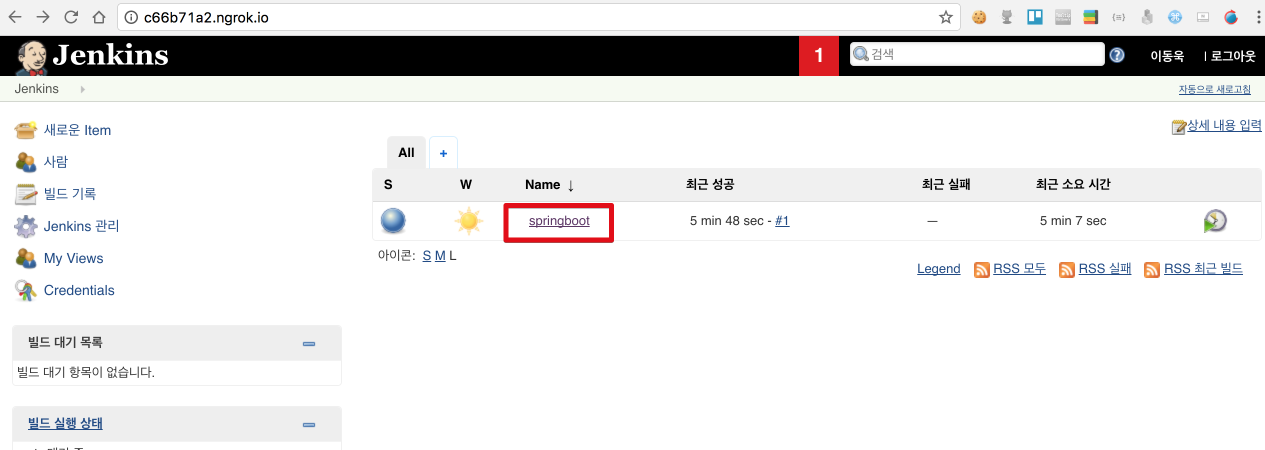 c66b71a2.ngrok.io
Jenkins
1
검색
이동욱
로그아웃
Jenkins
자동으로 새로고침
상세 내용 입력
새로운 Item
사람
빌드 기록
Jenkins 관리
My Views
Credentials
빌드 대기 목록
빌드 대기 항목이 없습니다.
빌드 실행 상태
All +
S W Name ↓ 최근 성공 최근 실패 최근 소요 시간
springboot 5 min 48 sec - #1 — 5 min 7 sec
아이콘: S M L
Legend RSS 모두 RSS 실패 RSS 최근 빌드